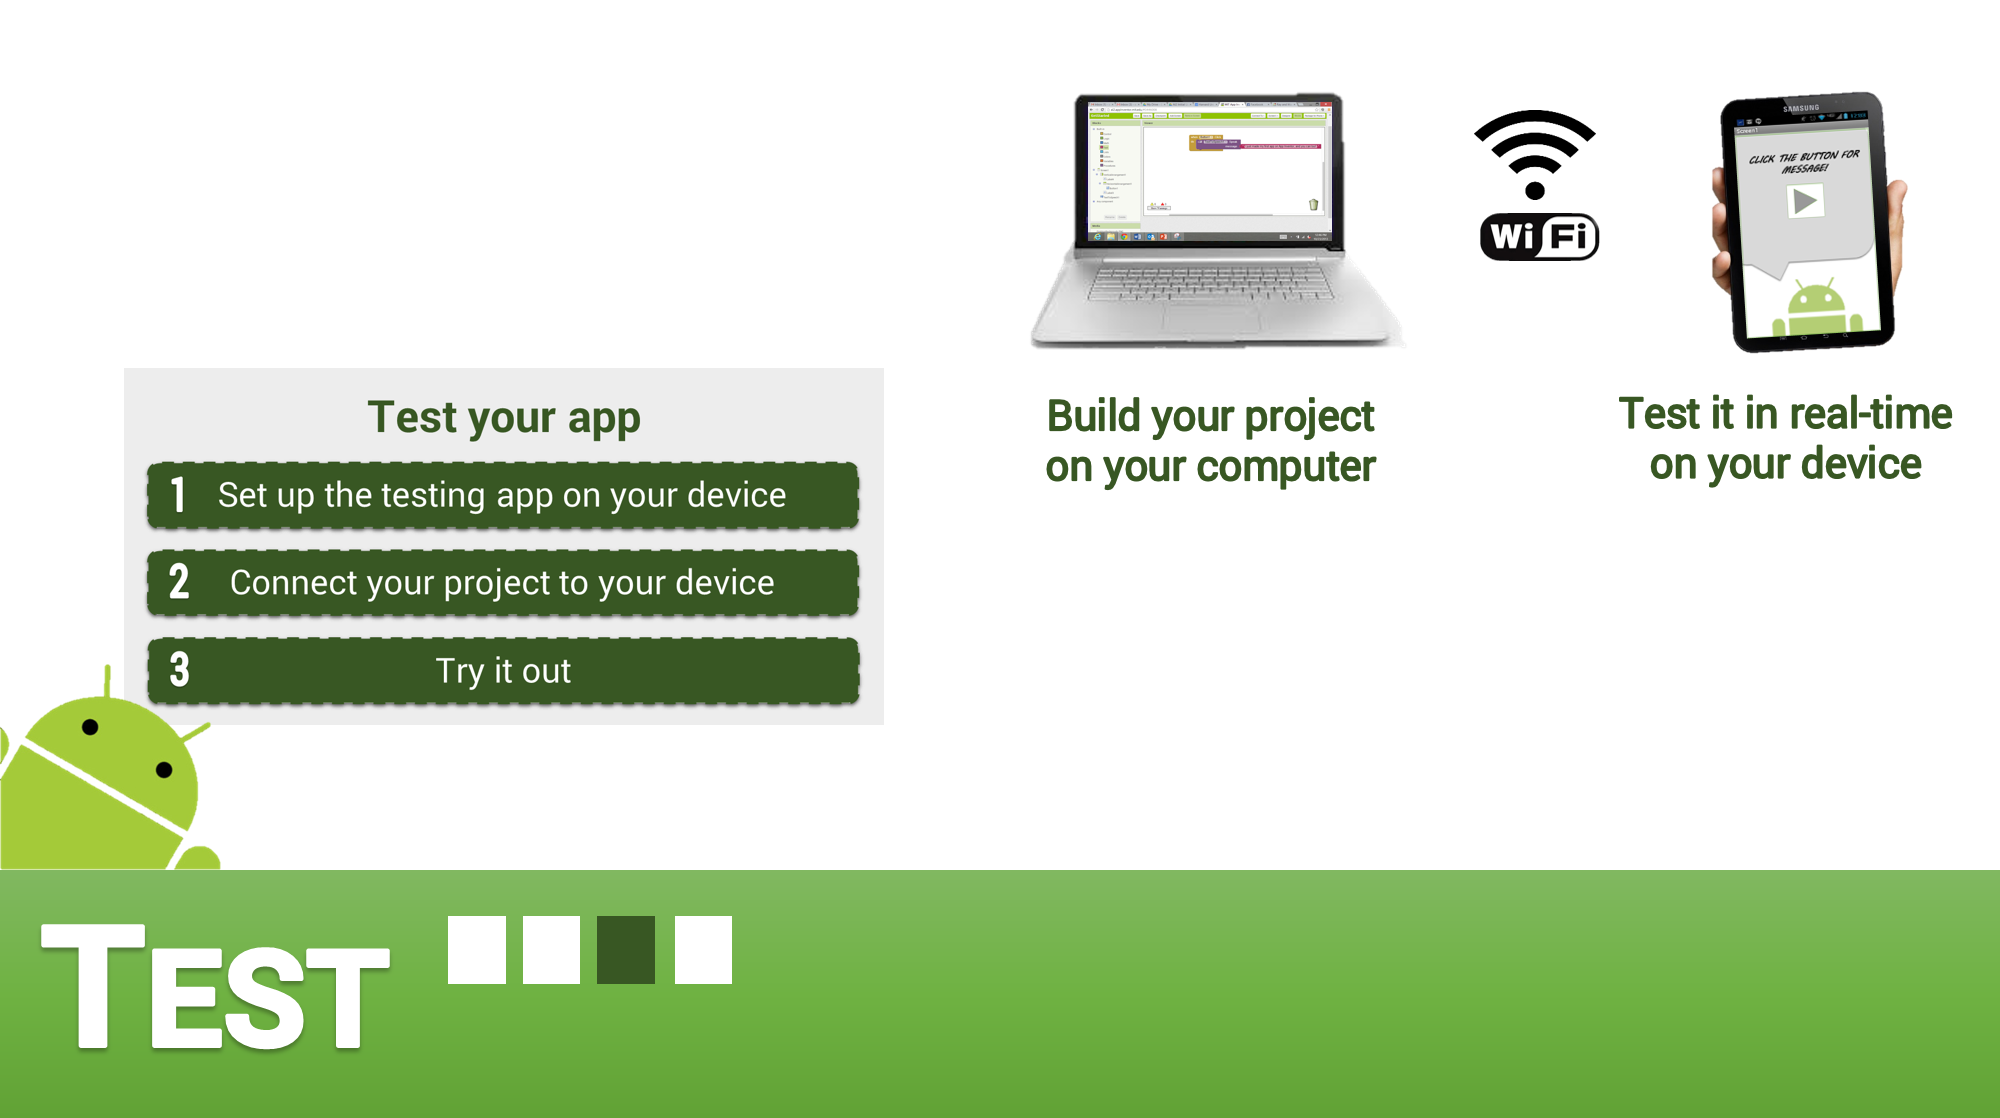 SAMSUNG
Screen1
CLICK THE BUTTON FOR
MESSAGE!
Wi Fi
Test your app
1 Set up the testing app on your device
2 Connect your project to your device
3 Try it out
Build your project
on your computer
Test it in real-time
on your device
TEST